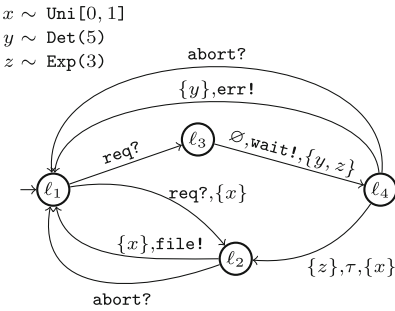 x ∼ Uni[0, 1]
y ∼ Det(5)
z ∼ Exp(3)
abort?
{y},err!
ℓ3
∅,wait!,{y, z}
req?
ℓ1
ℓ4
req?,{x}
{x},file!
ℓ2
{z},τ,{x}
abort?